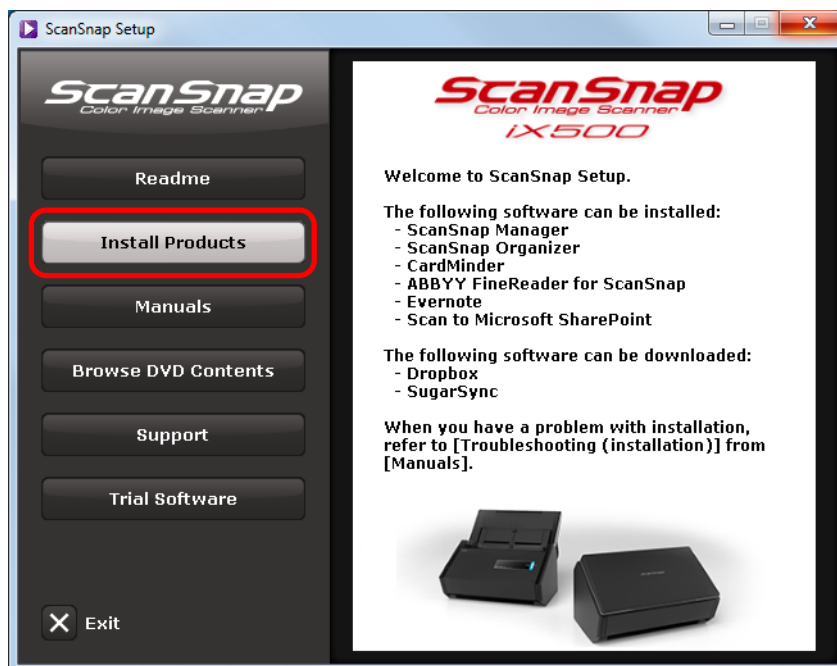 ScanSnap Setup
ScanSnap
Color Image Scanner
Readme
Install Products
Manuals
Browse DVD Contents
Support
Trial Software
Exit
ScanSnap
Color Image Scanner
iX500
Welcome to ScanSnap Setup.
The following software can be installed:
- ScanSnap Manager
- ScanSnap Organizer
- CardMinder
- ABBYY FineReader for ScanSnap
- Evernote
- Scan to Microsoft SharePoint
The following software can be downloaded:
- Dropbox
- SugarSync
When you have a problem with installation,
refer to [Troubleshooting (installation)] from
[Manuals].